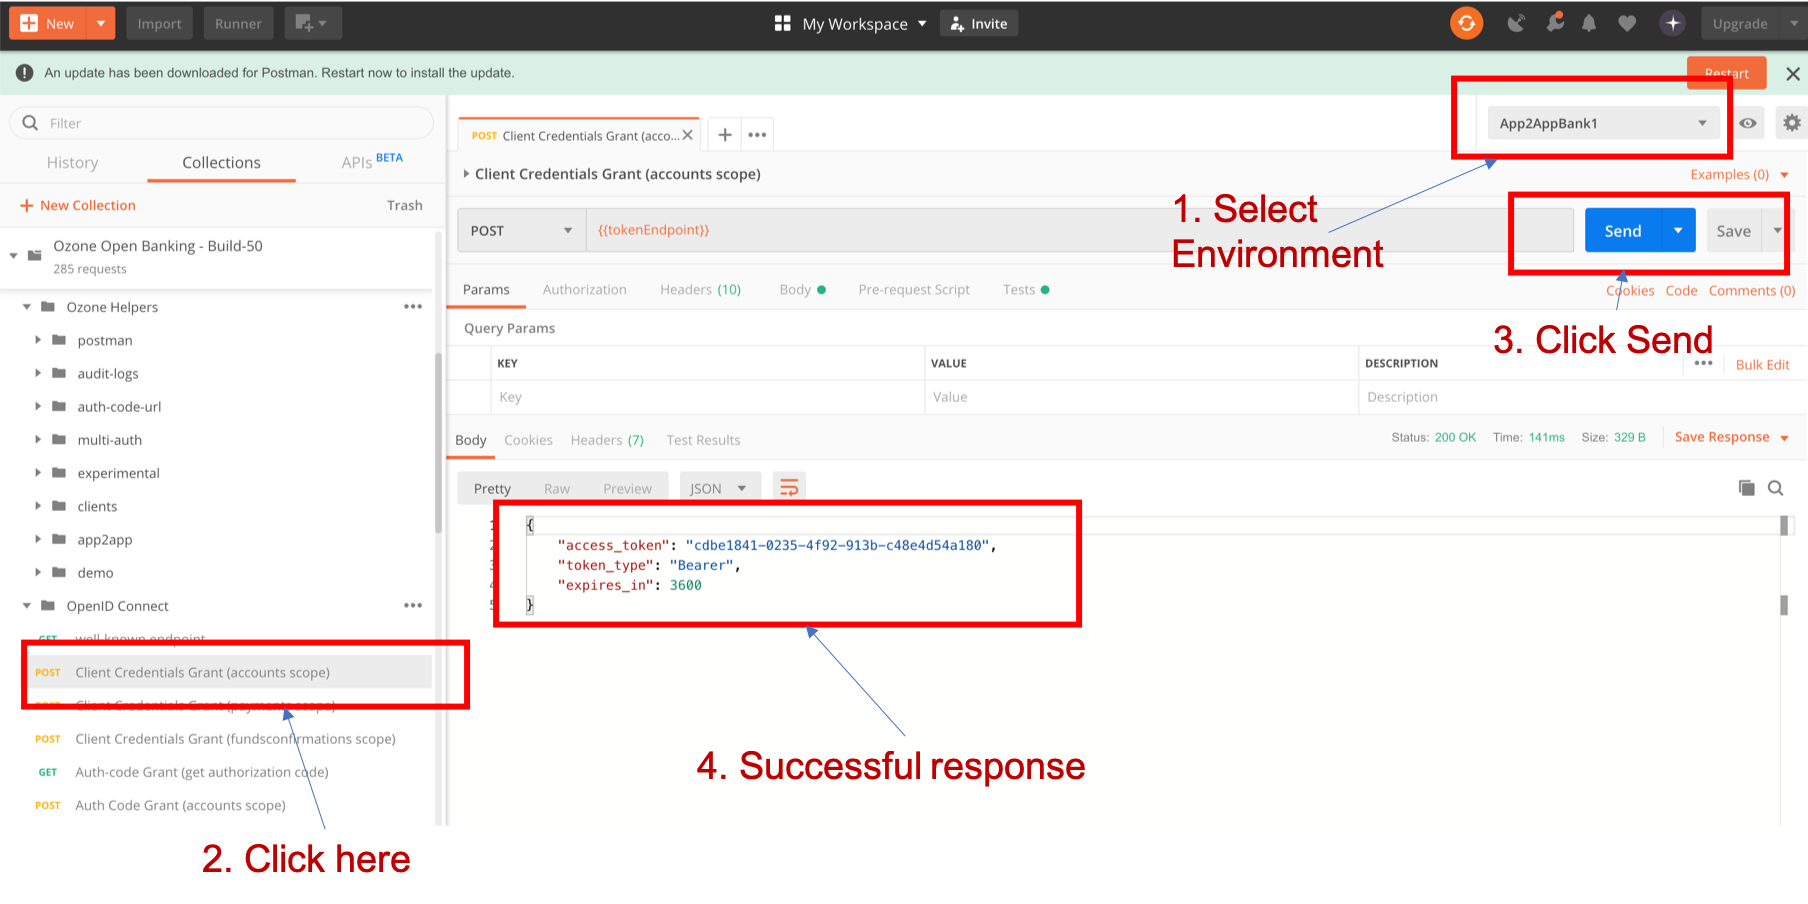 New Import Runner My Workspace Invite Upgrade
An update has been downloaded for Postman. Restart now to install the update. Restart
Filter
History Collections APIs BETA
New Collection Trash
Ozone Open Banking - Build-50
285 requests
Ozone Helpers
postman
audit-logs
auth-code-url
multi-auth
experimental
clients
app2app
demo
OpenID Connect
GET well-known endpoint
POST Client Credentials Grant (accounts scope)
POST Client Credentials Grant (payments scope)
POST Client Credentials Grant (fundsconfirmations scope)
GET Auth-code Grant (get authorization code)
POST Auth Code Grant (accounts scope)
2. Click here
POST Client Credentials Grant (acco...
App2AppBank1
Client Credentials Grant (accounts scope)
Examples (0)
1. Select
Environment
POST {{tokenEndpoint}} Send Save
Params Authorization Headers (10) Body Pre-request Script Tests
Cookies Code Comments (0)
3. Click Send
Query Params
KEY VALUE DESCRIPTION Bulk Edit
Key Value Description
Body Cookies Headers (7) Test Results Status: 200 OK Time: 141ms Size: 329 B Save Response
Pretty Raw Preview JSON
1 {
2 "access_token": "cdbe1841-0235-4f92-913b-c48e4d54a180",
3 "token_type": "Bearer",
4 "expires_in": 3600
5 }
4. Successful response